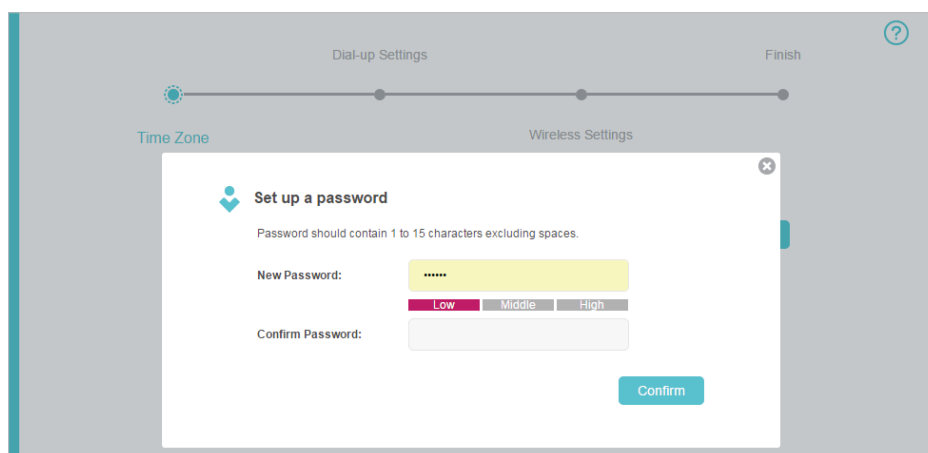 ?
Dial-up Settings
Finish
Time Zone
Wireless Settings
Set up a password
Password should contain 1 to 15 characters excluding spaces.
New Password:
••••••
Low Middle High
Confirm Password:
Confirm